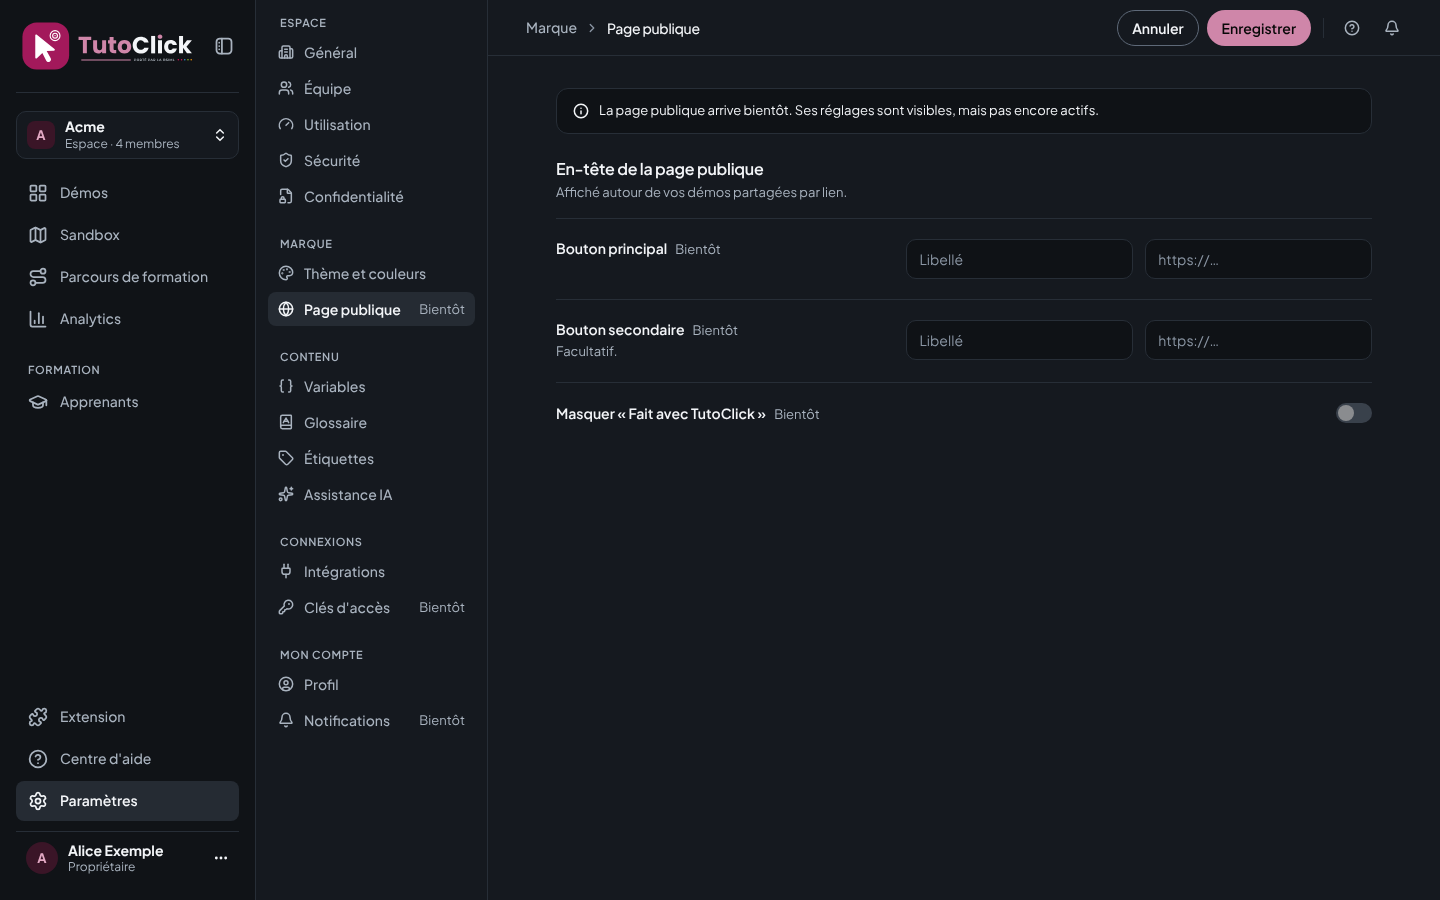 TutoClick
Acme
Espace · 4 membres
Démos
Sandbox
Parcours de formation
Analytics
FORMATION
Apprenants
Extension
Centre d'aide
Paramètres
A
Alice Exemple
Propriétaire
ESPACE
Général
Équipe
Utilisation
Sécurité
Confidentialité
MARQUE
Thème et couleurs
Page publique Bientôt
CONTENU
Variables
Glossaire
Étiquettes
Assistance IA
CONNEXIONS
Intégrations
Clés d'accès Bientôt
MON COMPTE
Profil
Notifications Bientôt
Marque > Page publique
Annuler
Enregistrer
La page publique arrive bientôt. Ses réglages sont visibles, mais pas encore actifs.
En-tête de la page publique
Affiché autour de vos démos partagées par lien.
Bouton principal Bientôt
Libellé
https://…
Bouton secondaire Bientôt
Facultatif.
Libellé
https://…
Masquer « Fait avec TutoClick » Bientôt